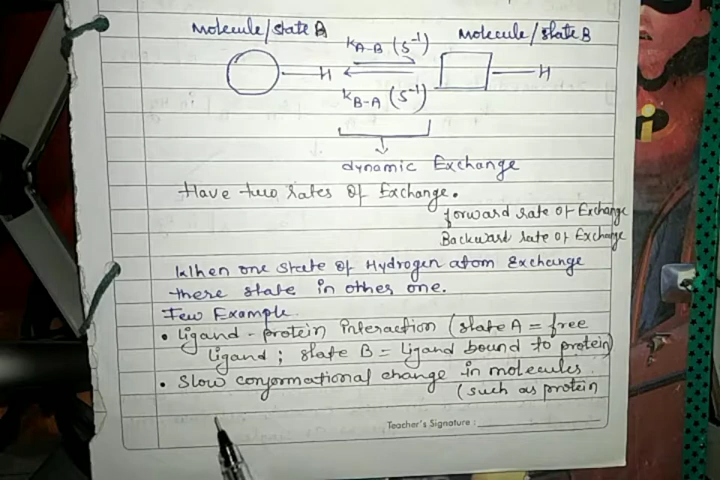 Molecule/state A
Molecule/state B
kA-B (S⁻¹)
H
H
kB-A (S⁻¹)
dynamic Exchange
Have two rates of Exchange.
forward rate of Exchange
Backward rate of Exchange
When one state of Hydrogen atom Exchange
there state in other one.
Few Example.
• Ligand - protein interaction (state A = free
Ligand ; state B = Ligand bound to protein)
• Slow conformational change in molecules.
(such as protein
Teacher's Signature :